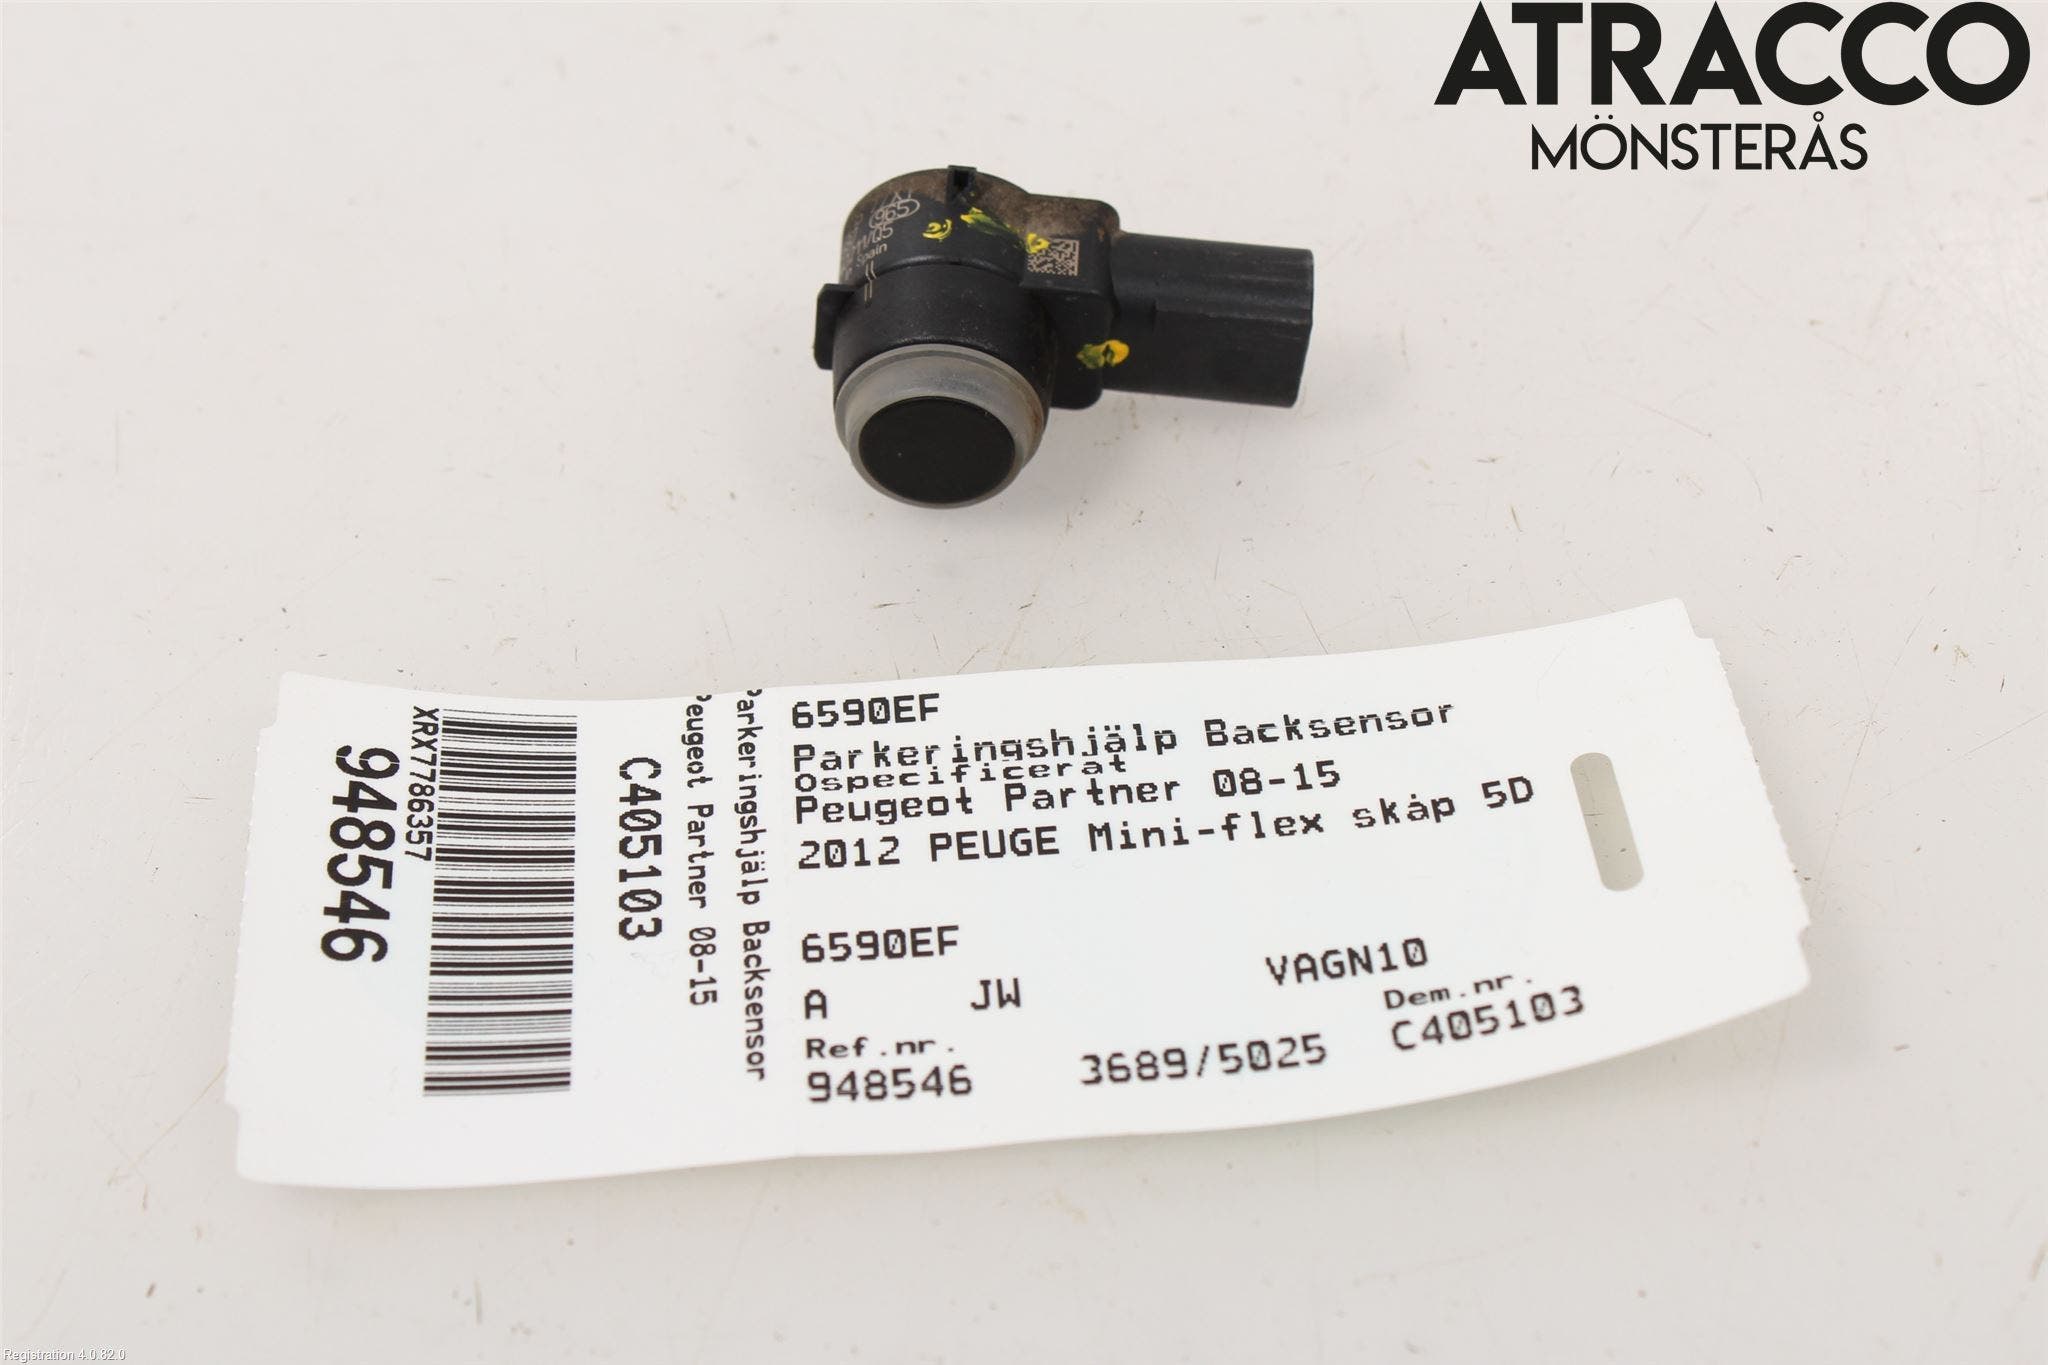 ATRACCO
MÖNSTERÅS
965
Spain
6590EF
Parkeringshjälp Backsensor
Ospecificerat
Peugeot Partner 08-15
2012 PEUGE Mini-flex skåp 5D
6590EF
VAGN10
A JW
Dem.nr.
Ref.nr.
948546 3689/5025 C405103
Parkeringshjälp Backsensor
Peugeot Partner 08-15
C405103
XRX7786357
948546
Registration 4.0.82.0